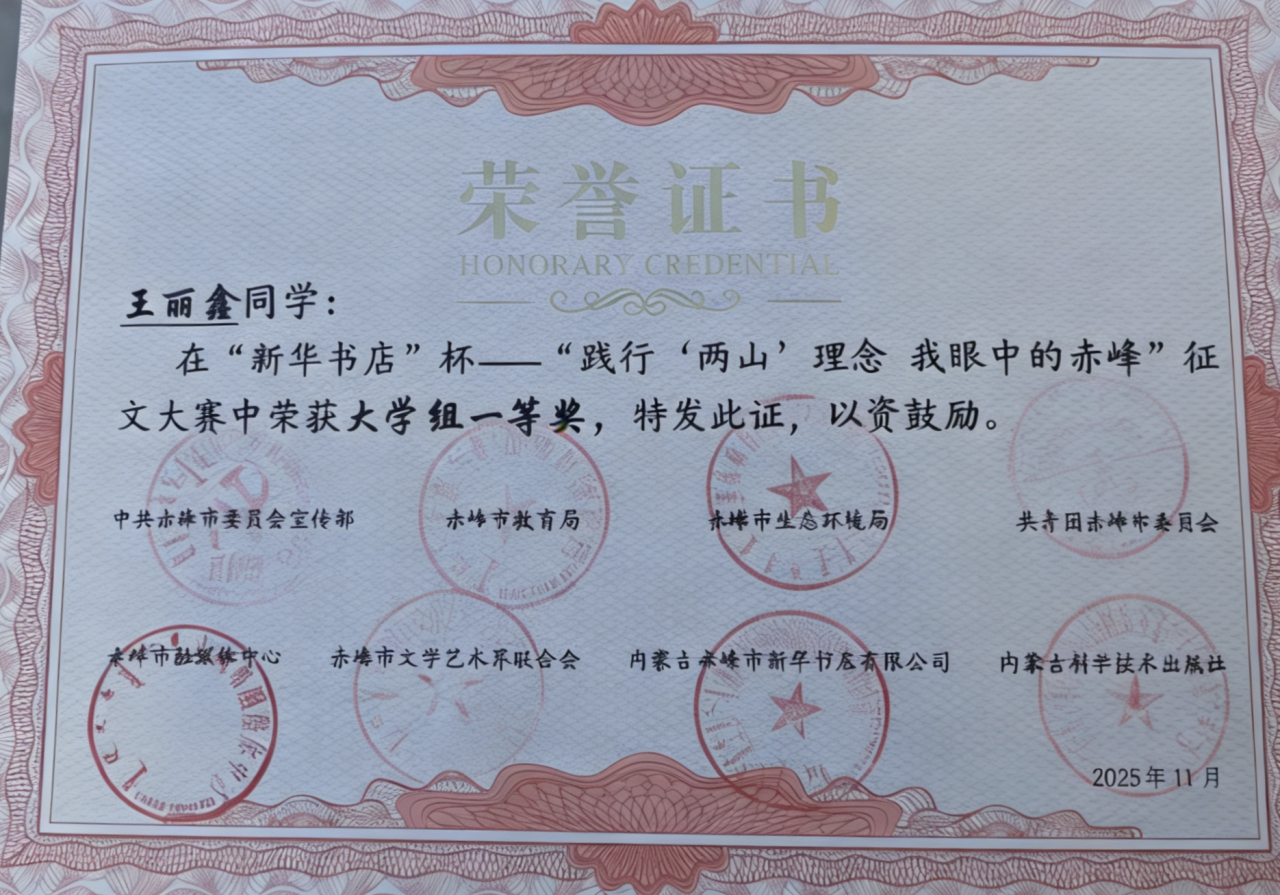 荣誉证书
HONORARY CREDENTIAL
王丽鑫同学：
在“新华书店”杯——“践行‘两山’理念 我眼中的赤峰”征
文大赛中荣获大学组一等奖，特发此证，以资鼓励。
中共赤峰市委员会宣传部 赤峰市教育局 赤峰市生态环境局 共青团赤峰市委员会
赤峰市融媒体中心 赤峰市文学艺术界联合会 内蒙古赤峰市新华书店有限公司 内蒙古科学技术出版社
2025年11月